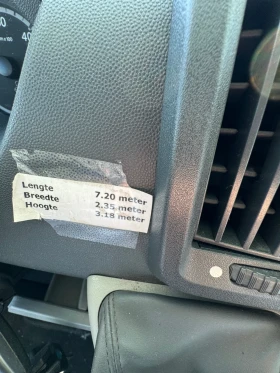 Lengte 7.20 meter
Breedte 2.35 meter
Hoogte 3.18 meter